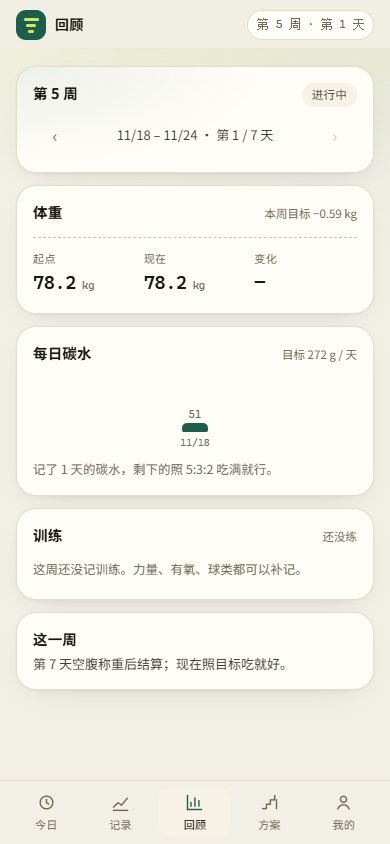 回顾
第 5 周 · 第 1 天
第 5 周
进行中
‹ 11/18 – 11/24 · 第 1 / 7 天 ›
体重
本周目标 −0.59 kg
起点 现在 变化
78.2 kg 78.2 kg —
每日碳水
目标 272 g / 天
51
11/18
记了 1 天的碳水，剩下的照 5:3:2 吃满就行。
训练
还没练
这周还没记训练。力量、有氧、球类都可以补记。
这一周
第 7 天空腹称重后结算；现在照目标吃就好。
今日 记录 回顾 方案 我的